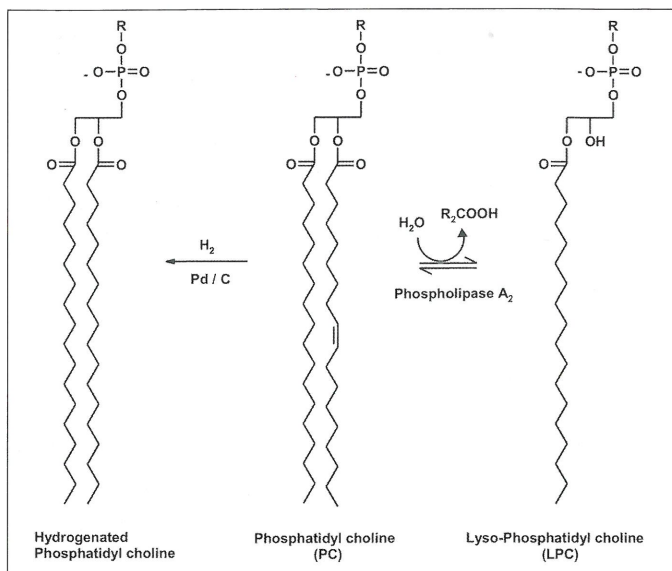 R
O
-O–P=O
O
O
O
O
O
Hydrogenated
Phosphatidyl choline
H2
Pd / C
R
O
-O–P=O
O
O
O
O
O
Phosphatidyl choline
(PC)
H2O
R2COOH
Phospholipase A2
R
O
-O–P=O
O
O
OH
O
Lyso-Phosphatidyl choline
(LPC)